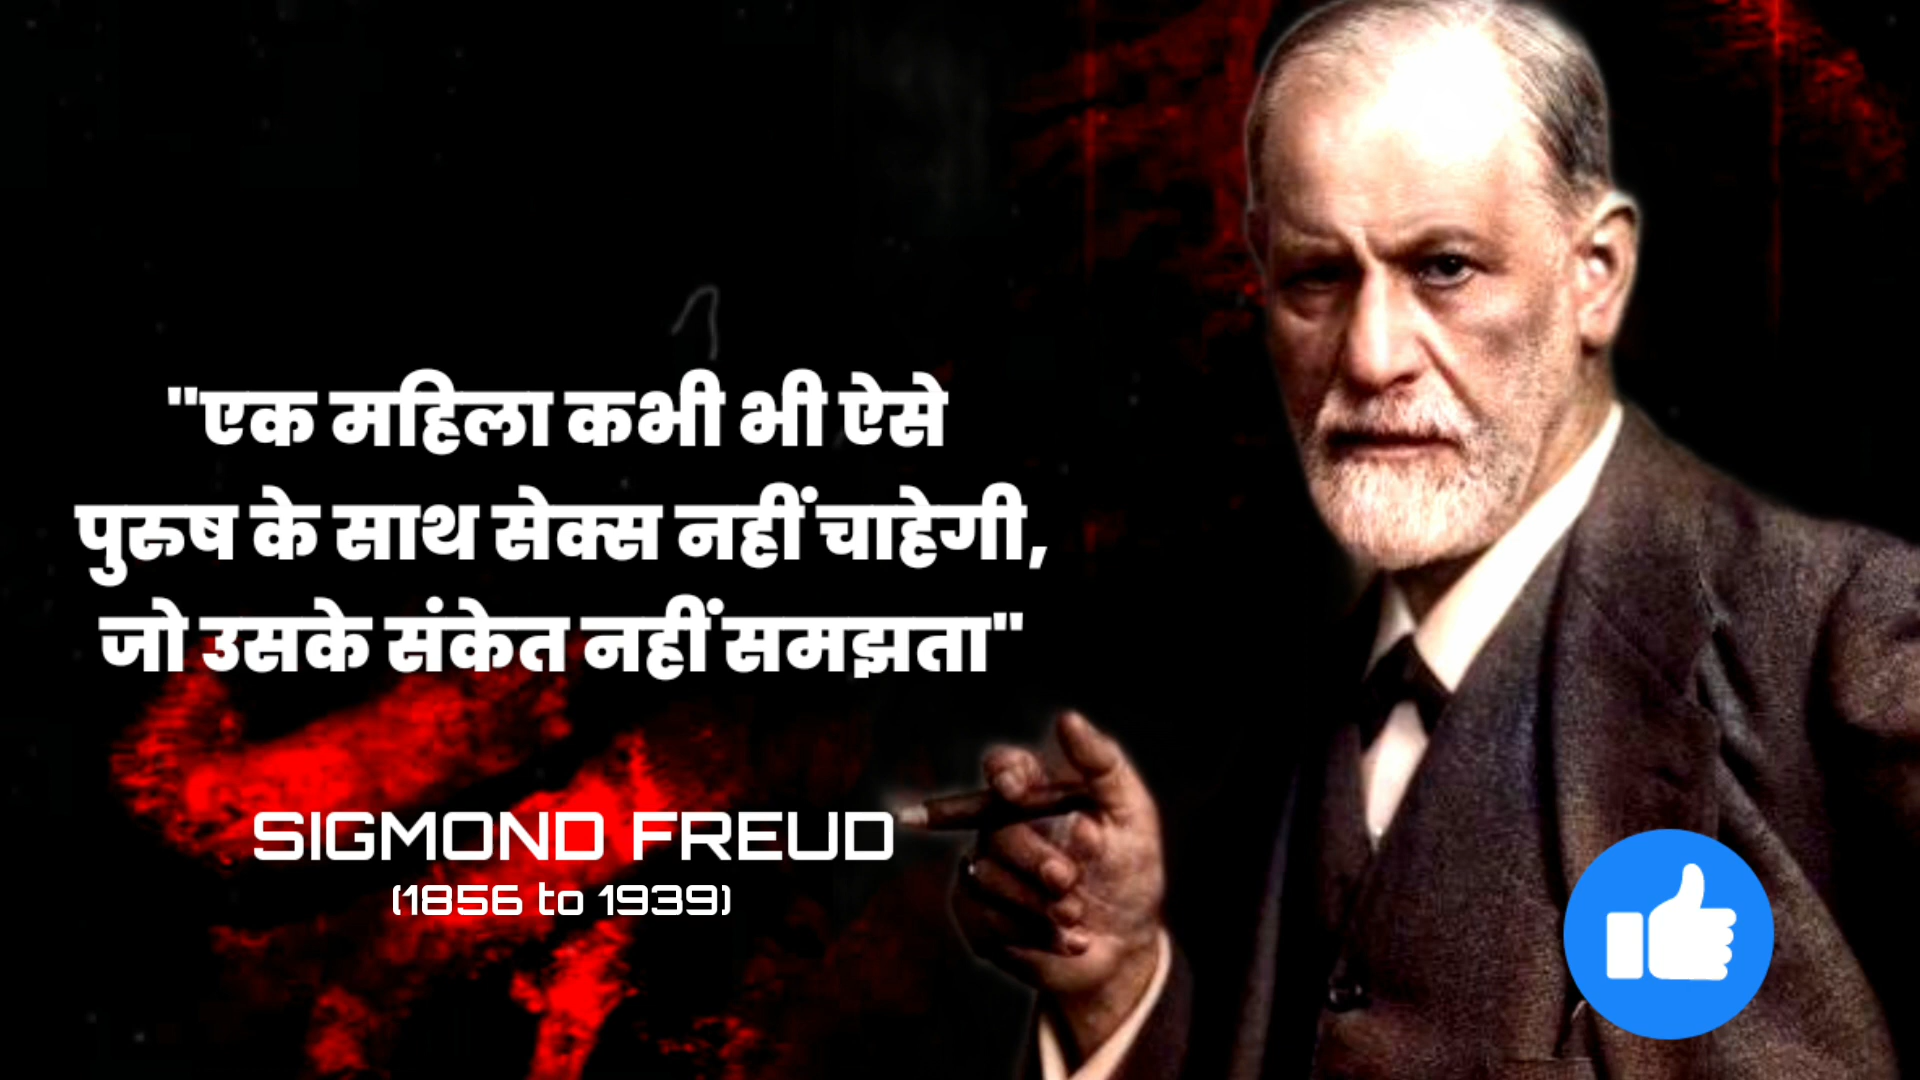 "एक महिला कभी भी ऐसे
पुरुष के साथ सेक्स नहीं चाहेगी,
जो उसके संकेत नहीं समझता"
SIGMOND FREUD
(1856 to 1939)